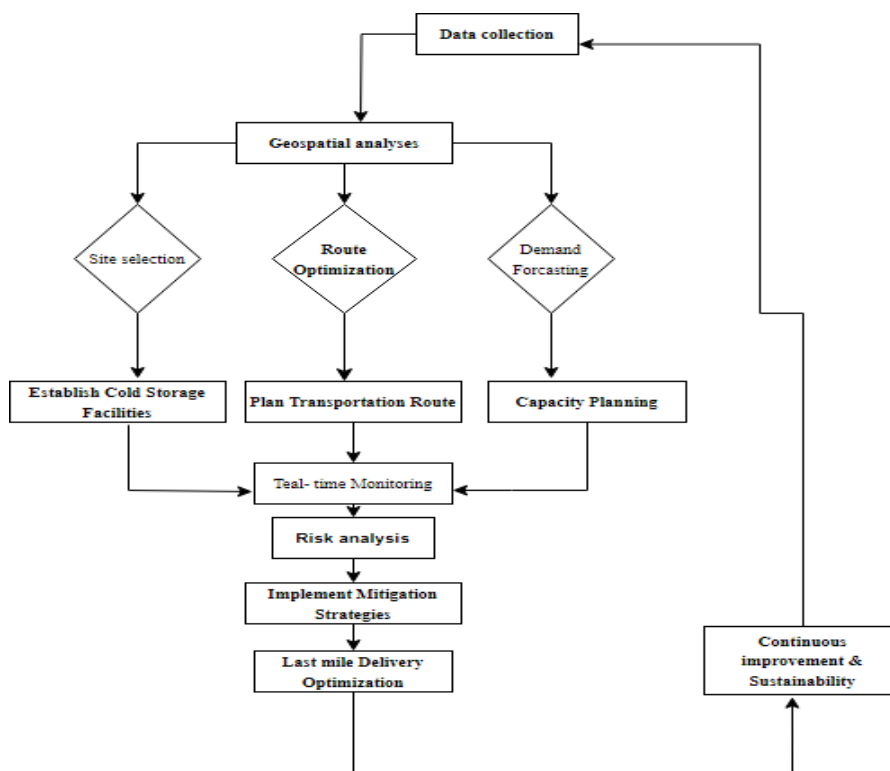 Data collection
Geospatial analyses
Site selection
Route
Optimization
Demand
Forcasting
Establish Cold Storage
Facilities
Plan Transportation Route
Capacity Planning
Teal- time Monitoring
Risk analysis
Implement Mitigation
Strategies
Last mile Delivery
Optimization
Continuous
improvement &
Sustainability